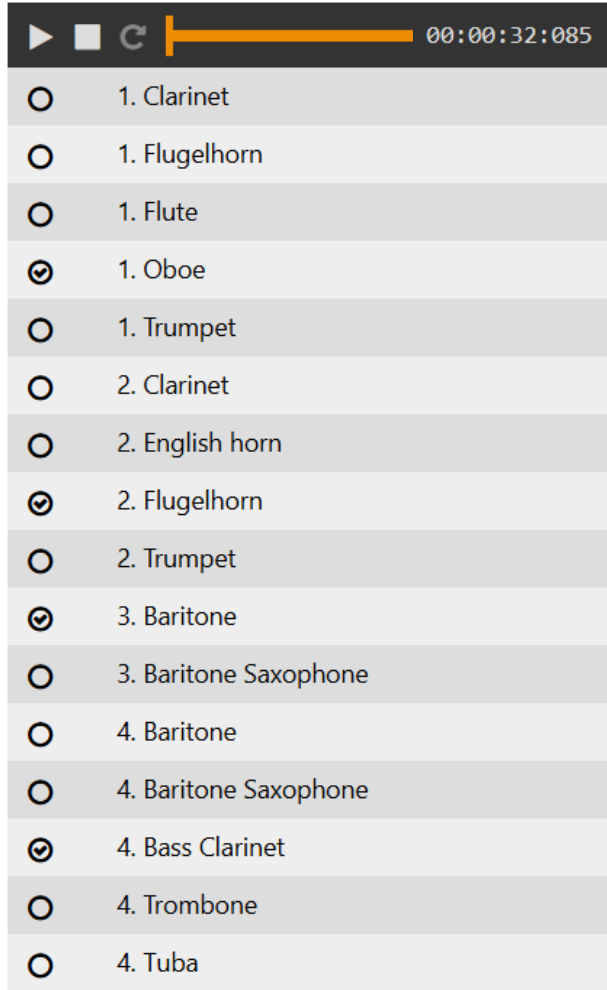 00:00:32:085
1. Clarinet
1. Flugelhorn
1. Flute
1. Oboe
1. Trumpet
2. Clarinet
2. English horn
2. Flugelhorn
2. Trumpet
3. Baritone
3. Baritone Saxophone
4. Baritone
4. Baritone Saxophone
4. Bass Clarinet
4. Trombone
4. Tuba